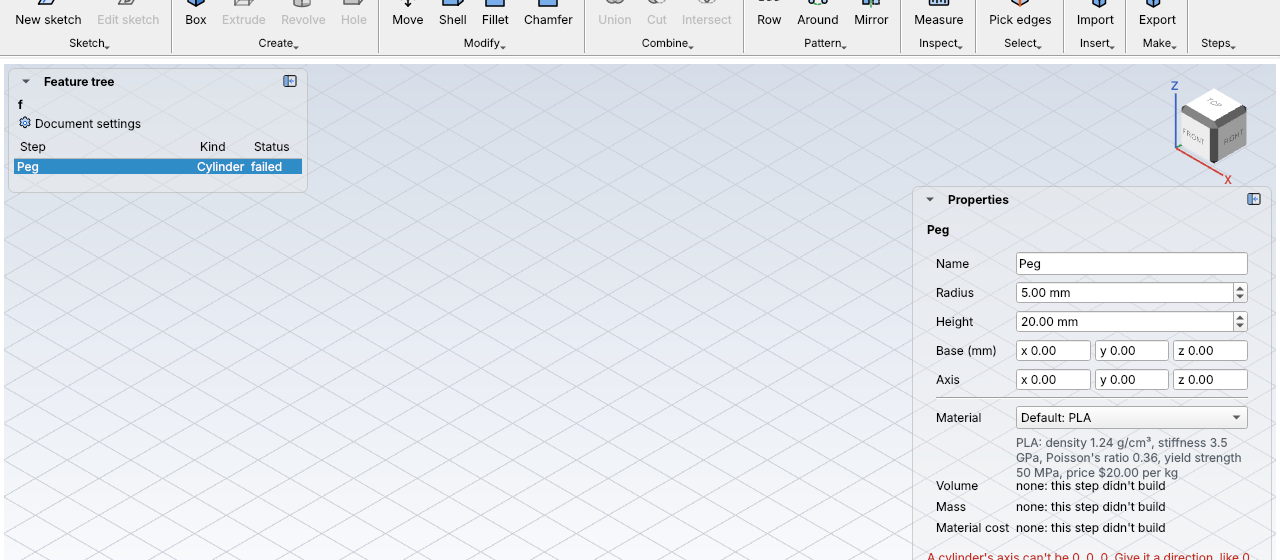 New sketch Edit sketch Box Extrude Revolve Hole Move Shell Fillet Chamfer Union Cut Intersect Row Around Mirror Measure Pick edges Import Export
Sketch Create Modify Combine Pattern Inspect Select Insert Make Steps
Feature tree
f
Document settings
Step Kind Status
Peg Cylinder failed
Z
TOP
FRONT RIGHT
X
Properties
Peg
Name Peg
Radius 5.00 mm
Height 20.00 mm
Base (mm) x 0.00 y 0.00 z 0.00
Axis x 0.00 y 0.00 z 0.00
Material Default: PLA
PLA: density 1.24 g/cm³, stiffness 3.5
GPa, Poisson's ratio 0.36, yield strength
50 MPa, price $20.00 per kg
Volume none: this step didn't build
Mass none: this step didn't build
Material cost none: this step didn't build
A cylinder's axis can't be 0, 0, 0. Give it a direction, like 0,